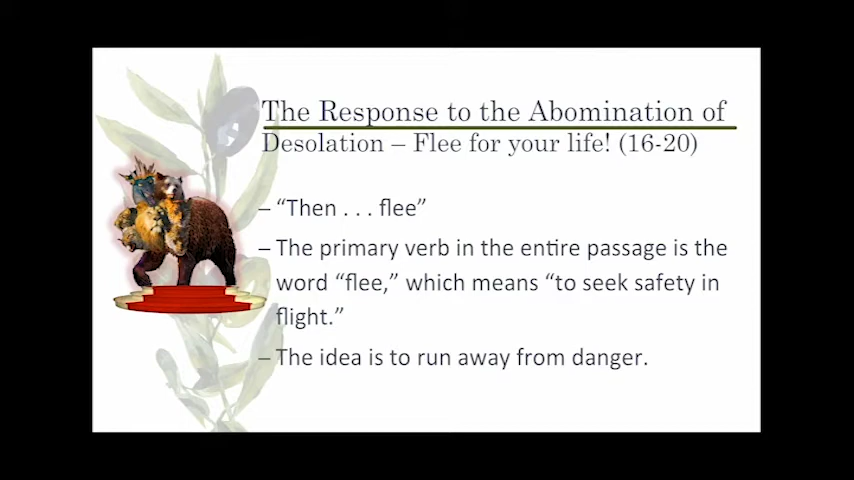 The Response to the Abomination of
Desolation – Flee for your life! (16-20)
– “Then . . . flee”
– The primary verb in the entire passage is the
word “flee,” which means “to seek safety in
flight.”
– The idea is to run away from danger.